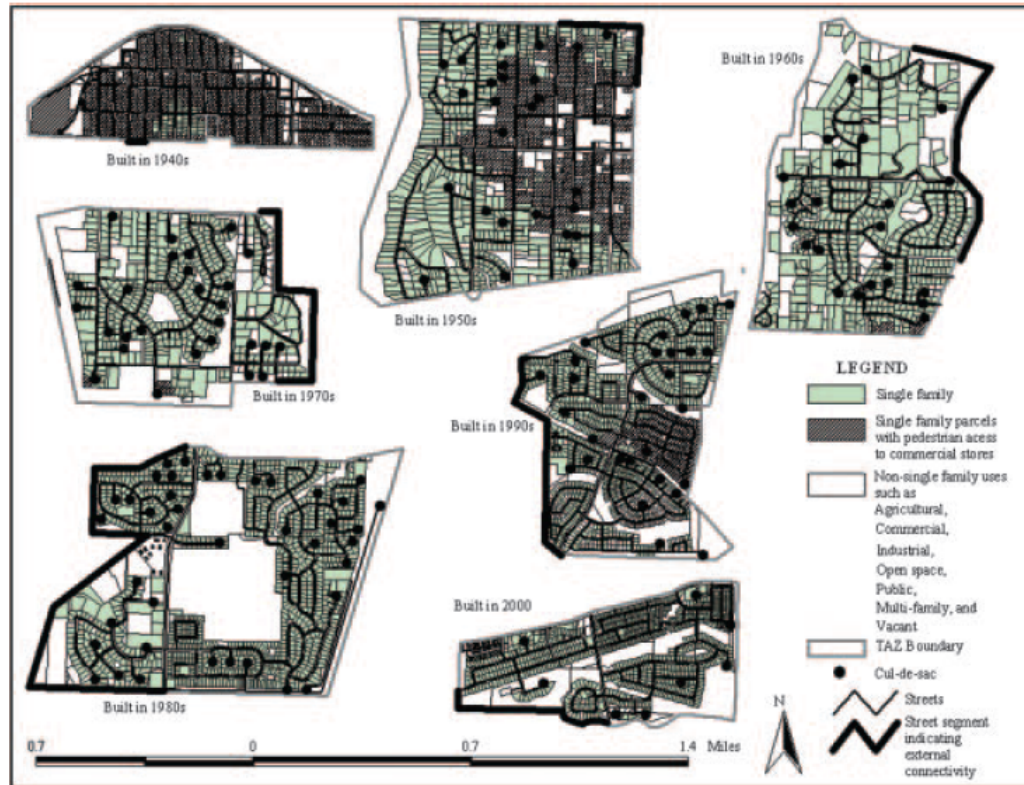 Built in 1940s
Built in 1950s
Built in 1960s
Built in 1970s
Built in 1980s
Built in 1990s
Built in 2000
LEGEND
Single family
Single family parcels
with pedestrian acess
to commercial stores
Non-single family uses
such as
Agricultural,
Commercial,
Industrial,
Open space,
Public,
Multi-family, and
Vacant
TAZ Boundary
Cul-de-sac
Streets
Street segment
indicating
external
connectivity
N
0.7 0 0.7 1.4 Miles